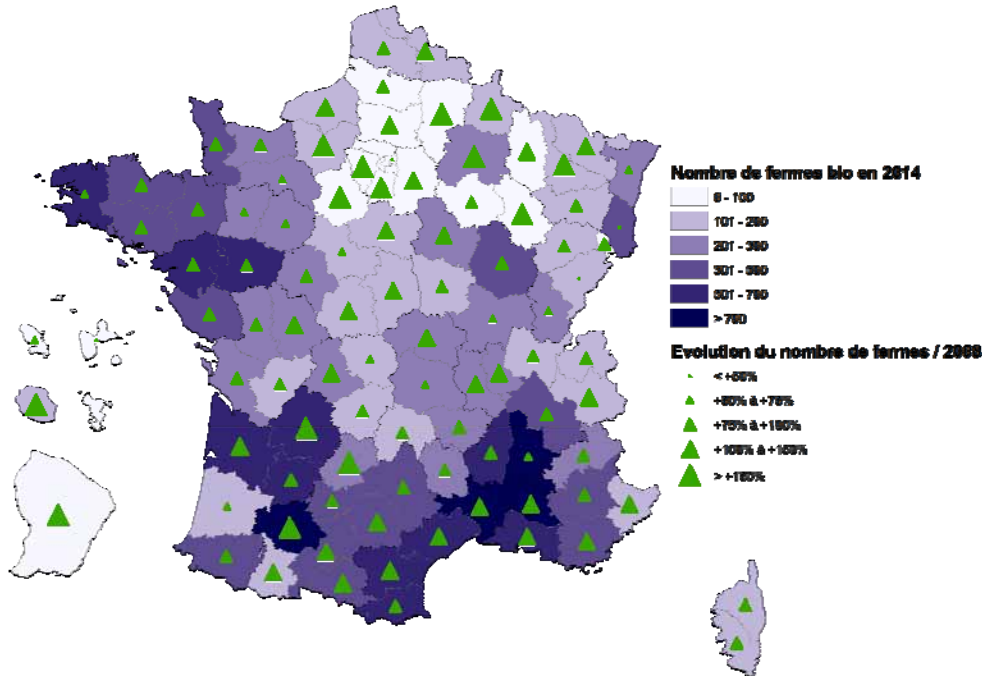 Nombre de fermes bio en 2014
0 - 100
101 - 200
201 - 300
301 - 500
501 - 750
> 750
Evolution du nombre de fermes / 2008
< +50%
+50% à +75%
+75% à +100%
+100% à +150%
> +150%